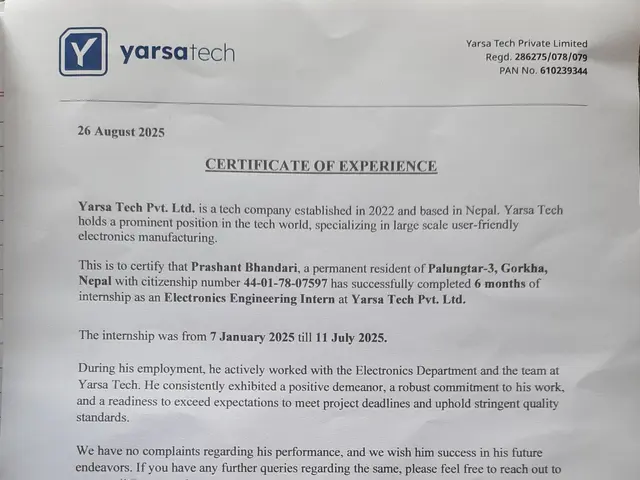 Y yarsatech
Yarsa Tech Private Limited
Regd. 286275/078/079
PAN No. 610239344
26 August 2025
CERTIFICATE OF EXPERIENCE
Yarsa Tech Pvt. Ltd. is a tech company established in 2022 and based in Nepal. Yarsa Tech
holds a prominent position in the tech world, specializing in large scale user-friendly
electronics manufacturing.
This is to certify that Prashant Bhandari, a permanent resident of Palungtar-3, Gorkha,
Nepal with citizenship number 44-01-78-07597 has successfully completed 6 months of
internship as an Electronics Engineering Intern at Yarsa Tech Pvt. Ltd.
The internship was from 7 January 2025 till 11 July 2025.
During his employment, he actively worked with the Electronics Department and the team at
Yarsa Tech. He consistently exhibited a positive demeanor, a robust commitment to his work,
and a readiness to exceed expectations to meet project deadlines and uphold stringent quality
standards.
We have no complaints regarding his performance, and we wish him success in his future
endeavors. If you have any further queries regarding the same, please feel free to reach out to